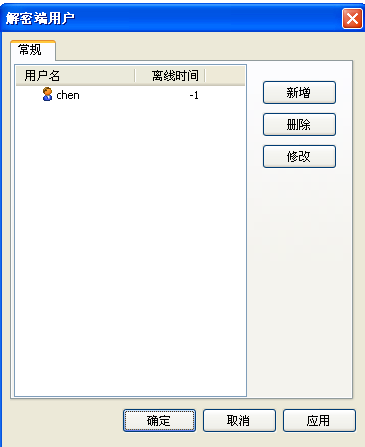 解密端用户
常规
用户名 离线时间
chen -1
新增
删除
修改
确定 取消 应用